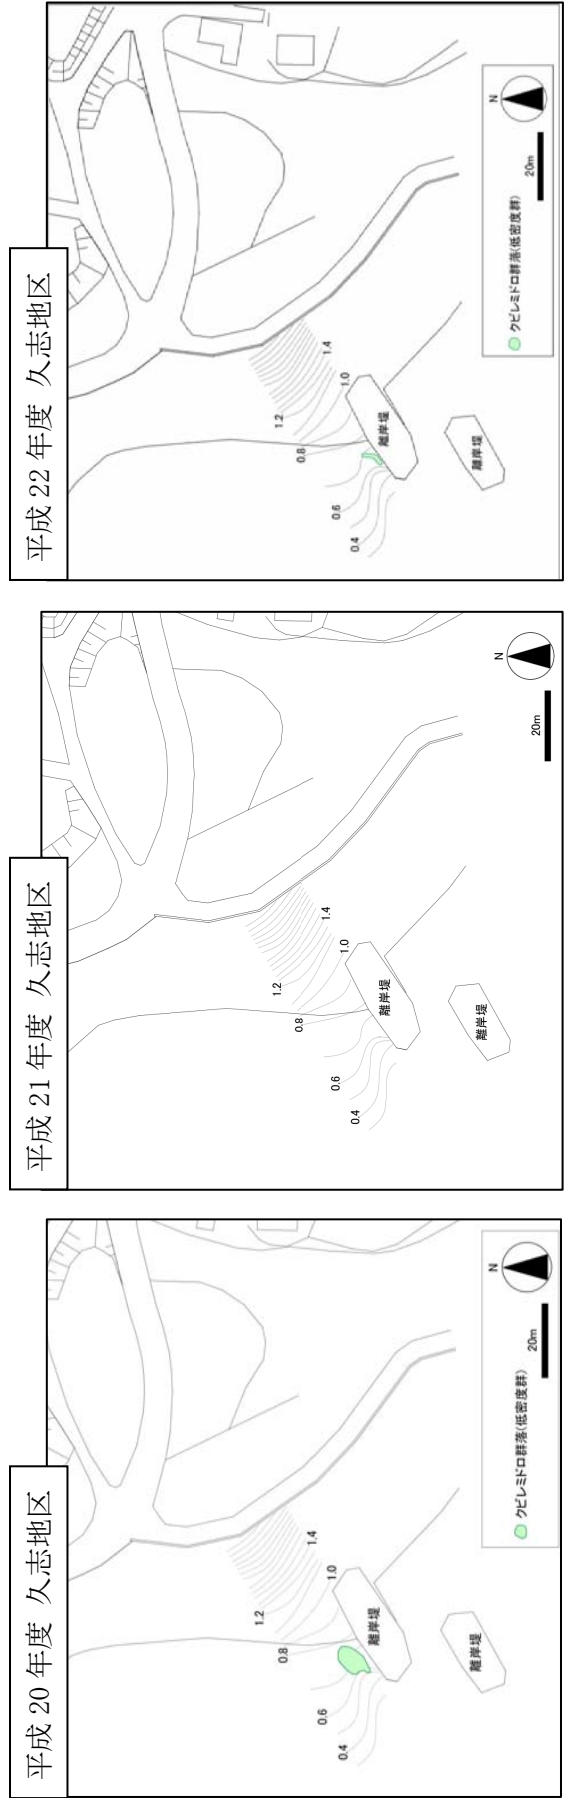 平成 20 年度 久志地区
1.2
1.4
0.8
1.0
0.6
0.4
離岸堤
離岸堤
N
20m
クビレミドロ群落(低密度群)
平成 21 年度 久志地区
1.2
1.4
0.8
1.0
0.6
0.4
離岸堤
離岸堤
N
20m
平成 22 年度 久志地区
1.2
1.4
0.8
1.0
0.6
0.4
離岸堤
離岸堤
N
20m
クビレミドロ群落(低密度群)